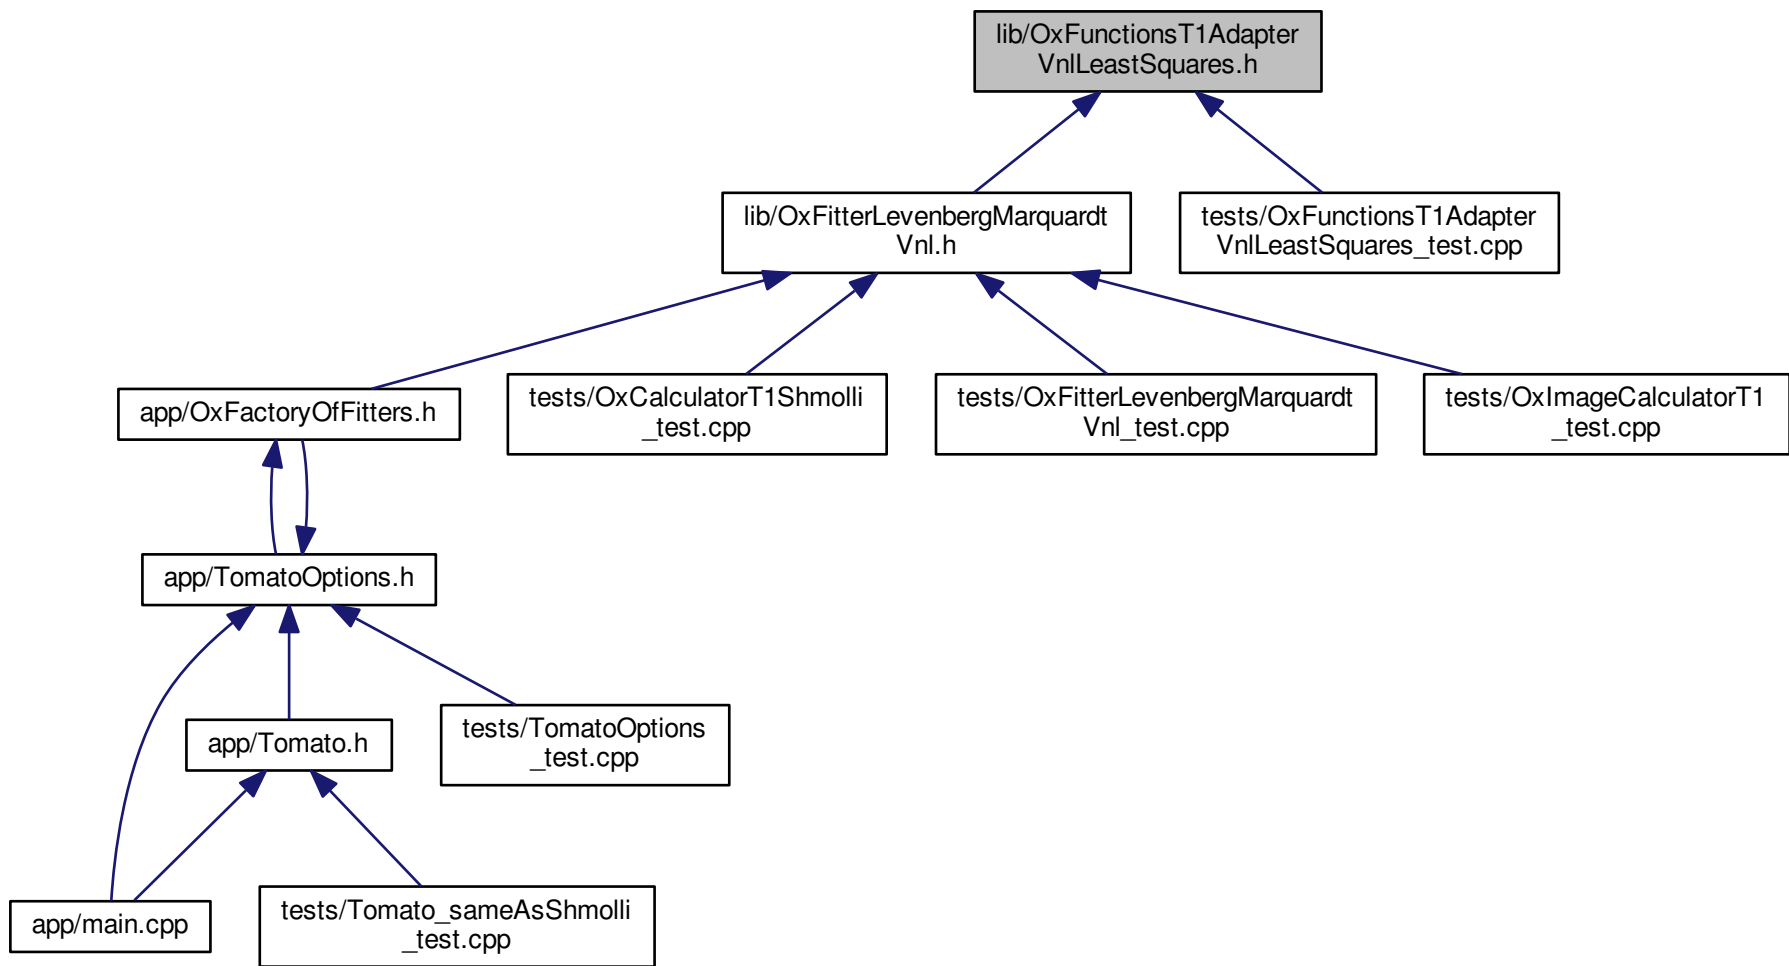 lib/OxFunctionsT1Adapter
VnlLeastSquares.h
lib/OxFitterLevenbergMarquardt
Vnl.h
tests/OxFunctionsT1Adapter
VnlLeastSquares_test.cpp
app/OxFactoryOfFitters.h
tests/OxCalculatorT1Shmolli
_test.cpp
tests/OxFitterLevenbergMarquardt
Vnl_test.cpp
tests/OxImageCalculatorT1
_test.cpp
app/TomatoOptions.h
app/Tomato.h
tests/TomatoOptions
_test.cpp
app/main.cpp
tests/Tomato_sameAsShmolli
_test.cpp